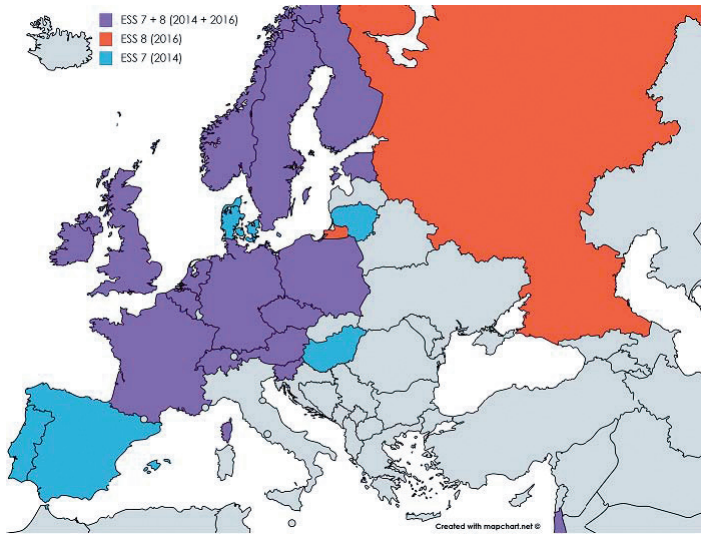 ESS 7 + 8 (2014 + 2016)
ESS 8 (2016)
ESS 7 (2014)
Created with mapchart.net ©